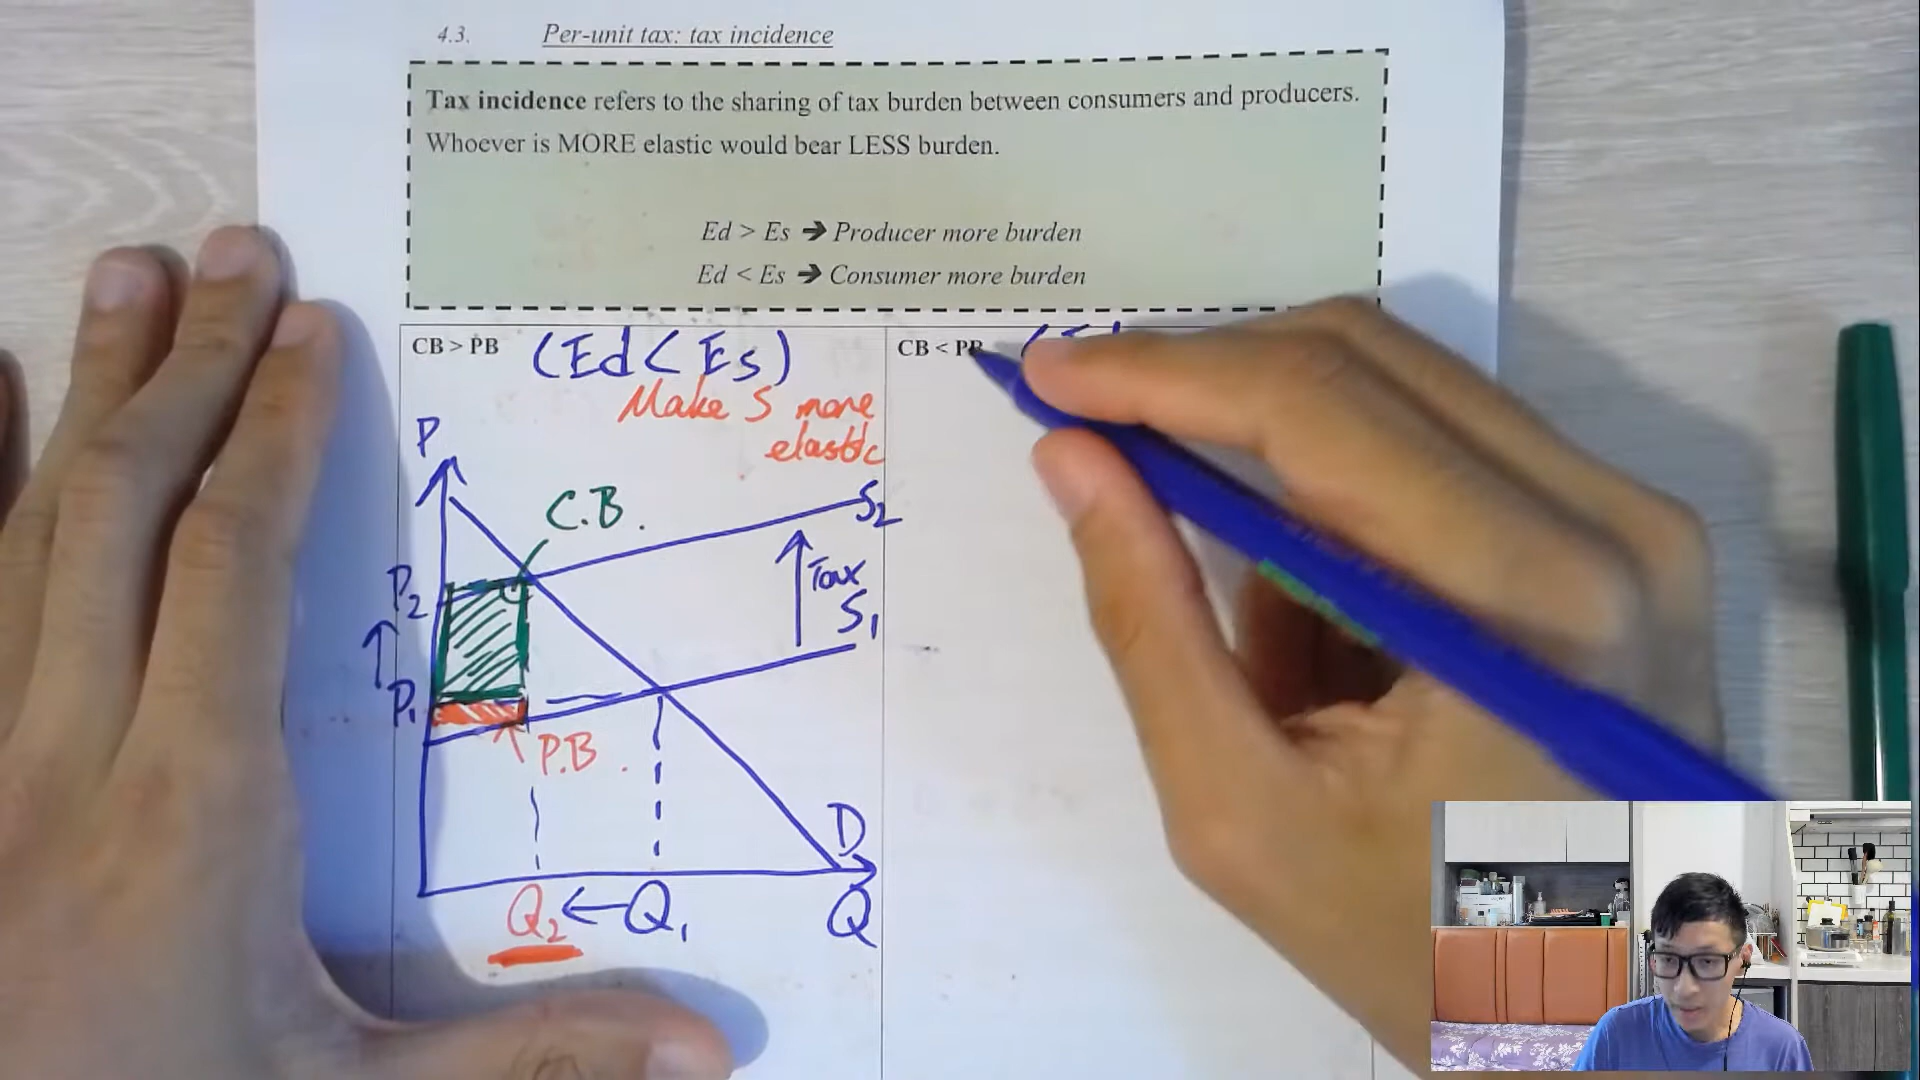 4.3. Per-unit tax: tax incidence
Tax incidence refers to the sharing of tax burden between consumers and producers.
Whoever is MORE elastic would bear LESS burden.
Ed > Es ➔ Producer more burden
Ed < Es ➔ Consumer more burden
CB > PB (Ed < Es)
Make S more
elastic
CB < PB (Ed
P
C.B.
S2
P2
Tax
S1
P1
P.B.
D
Q2 ← Q1
Q